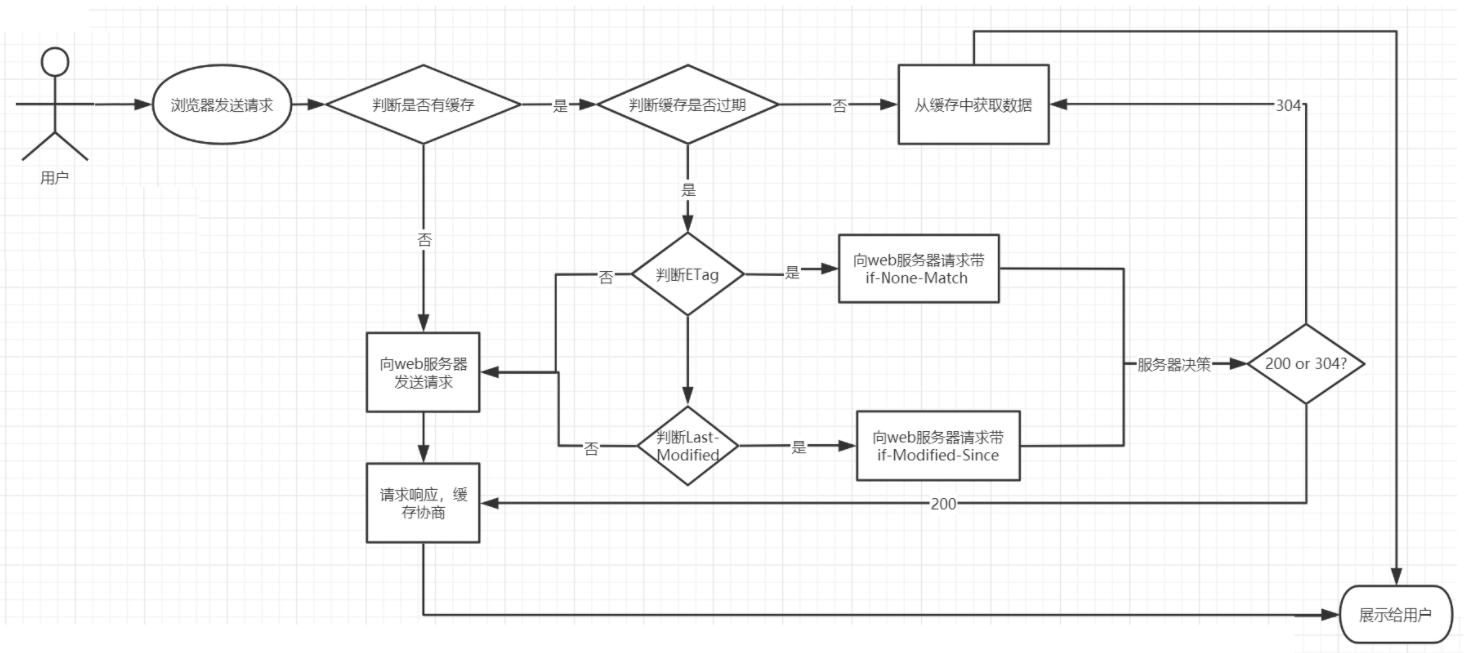 用户
浏览器发送请求
判断是否有缓存
是
判断缓存是否过期
否
从缓存中获取数据
304
否
是
判断ETag
否
是
向web服务器请求带
if-None-Match
向web服务器
发送请求
服务器决策
200 or 304?
判断Last-
Modified
否
是
向web服务器请求带
if-Modified-Since
请求响应，缓
存协商
200
展示给用户